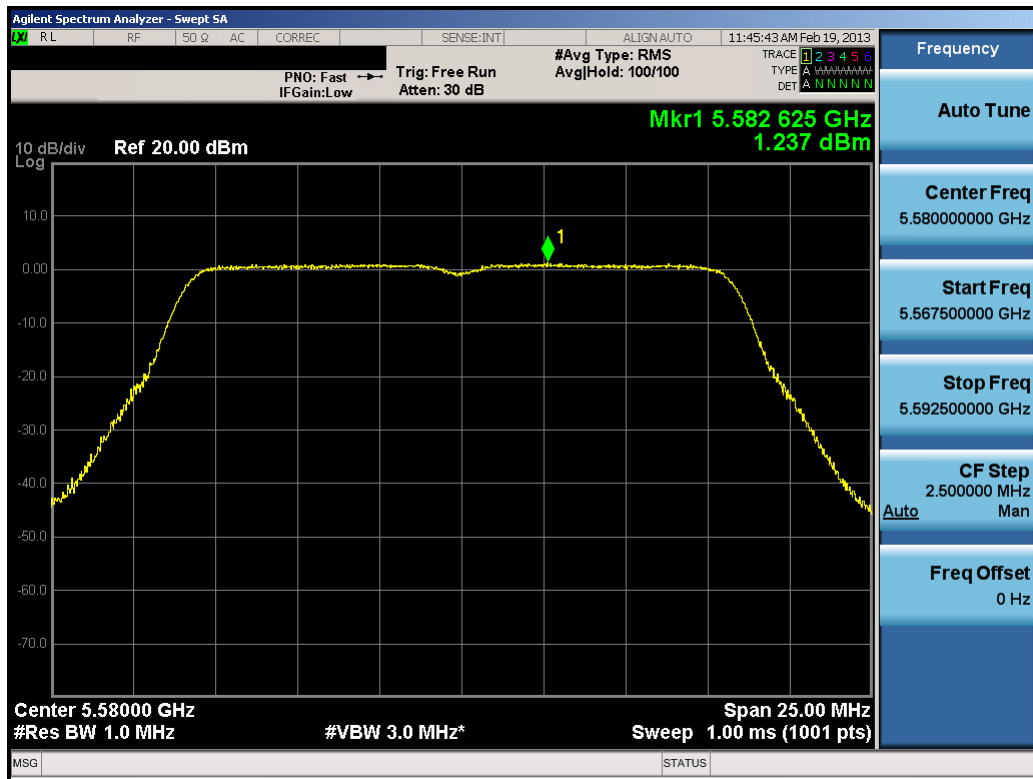 Agilent Spectrum Analyzer - Swept SA
LXI RL RF 50 Ω AC CORREC SENSE:INT ALIGN AUTO 11:45:43 AM Feb 19, 2013
Frequency
PNO: Fast
IFGain:Low
Trig: Free Run
Atten: 30 dB
#Avg Type: RMS
Avg|Hold: 100/100
TRACE 1 2 3 4 5 6
TYPE A WWWWW
DET A N N N N N
Auto Tune
Mkr1 5.582 625 GHz
1.237 dBm
10 dB/div Ref 20.00 dBm
Log
10.0
0.00
-10.0
-20.0
-30.0
-40.0
-50.0
-60.0
-70.0
1
Center Freq
5.580000000 GHz
Start Freq
5.567500000 GHz
Stop Freq
5.592500000 GHz
CF Step
2.500000 MHz
Auto Man
Freq Offset
0 Hz
Center 5.58000 GHz Span 25.00 MHz
#Res BW 1.0 MHz #VBW 3.0 MHz* Sweep 1.00 ms (1001 pts)
MSG STATUS